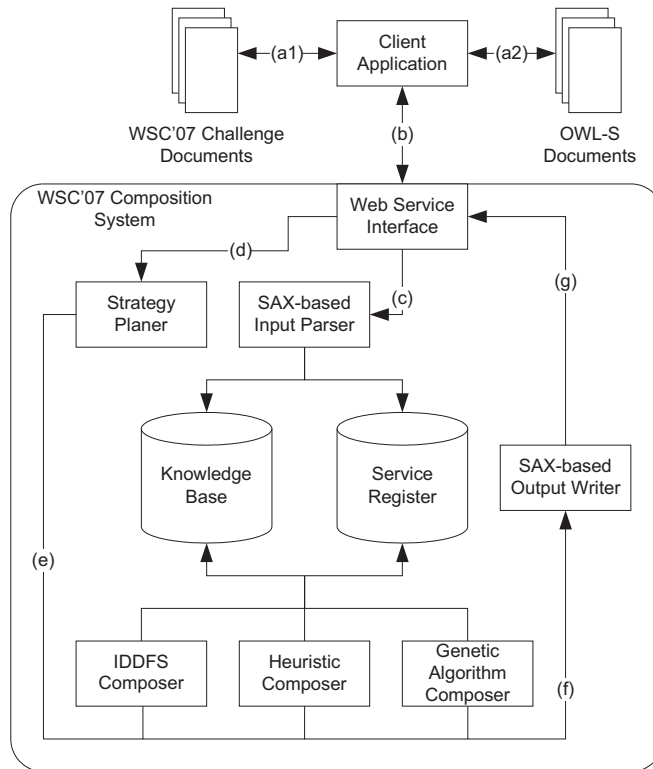 (a1)
Client
Application
(a2)
WSC'07 Challenge
Documents
(b)
OWL-S
Documents
WSC'07 Composition
System
Web Service
Interface
(d)
(c)
(g)
Strategy
Planer
SAX-based
Input Parser
Knowledge
Base
Service
Register
SAX-based
Output Writer
(e)
IDDFS
Composer
Heuristic
Composer
Genetic
Algorithm
Composer
(f)